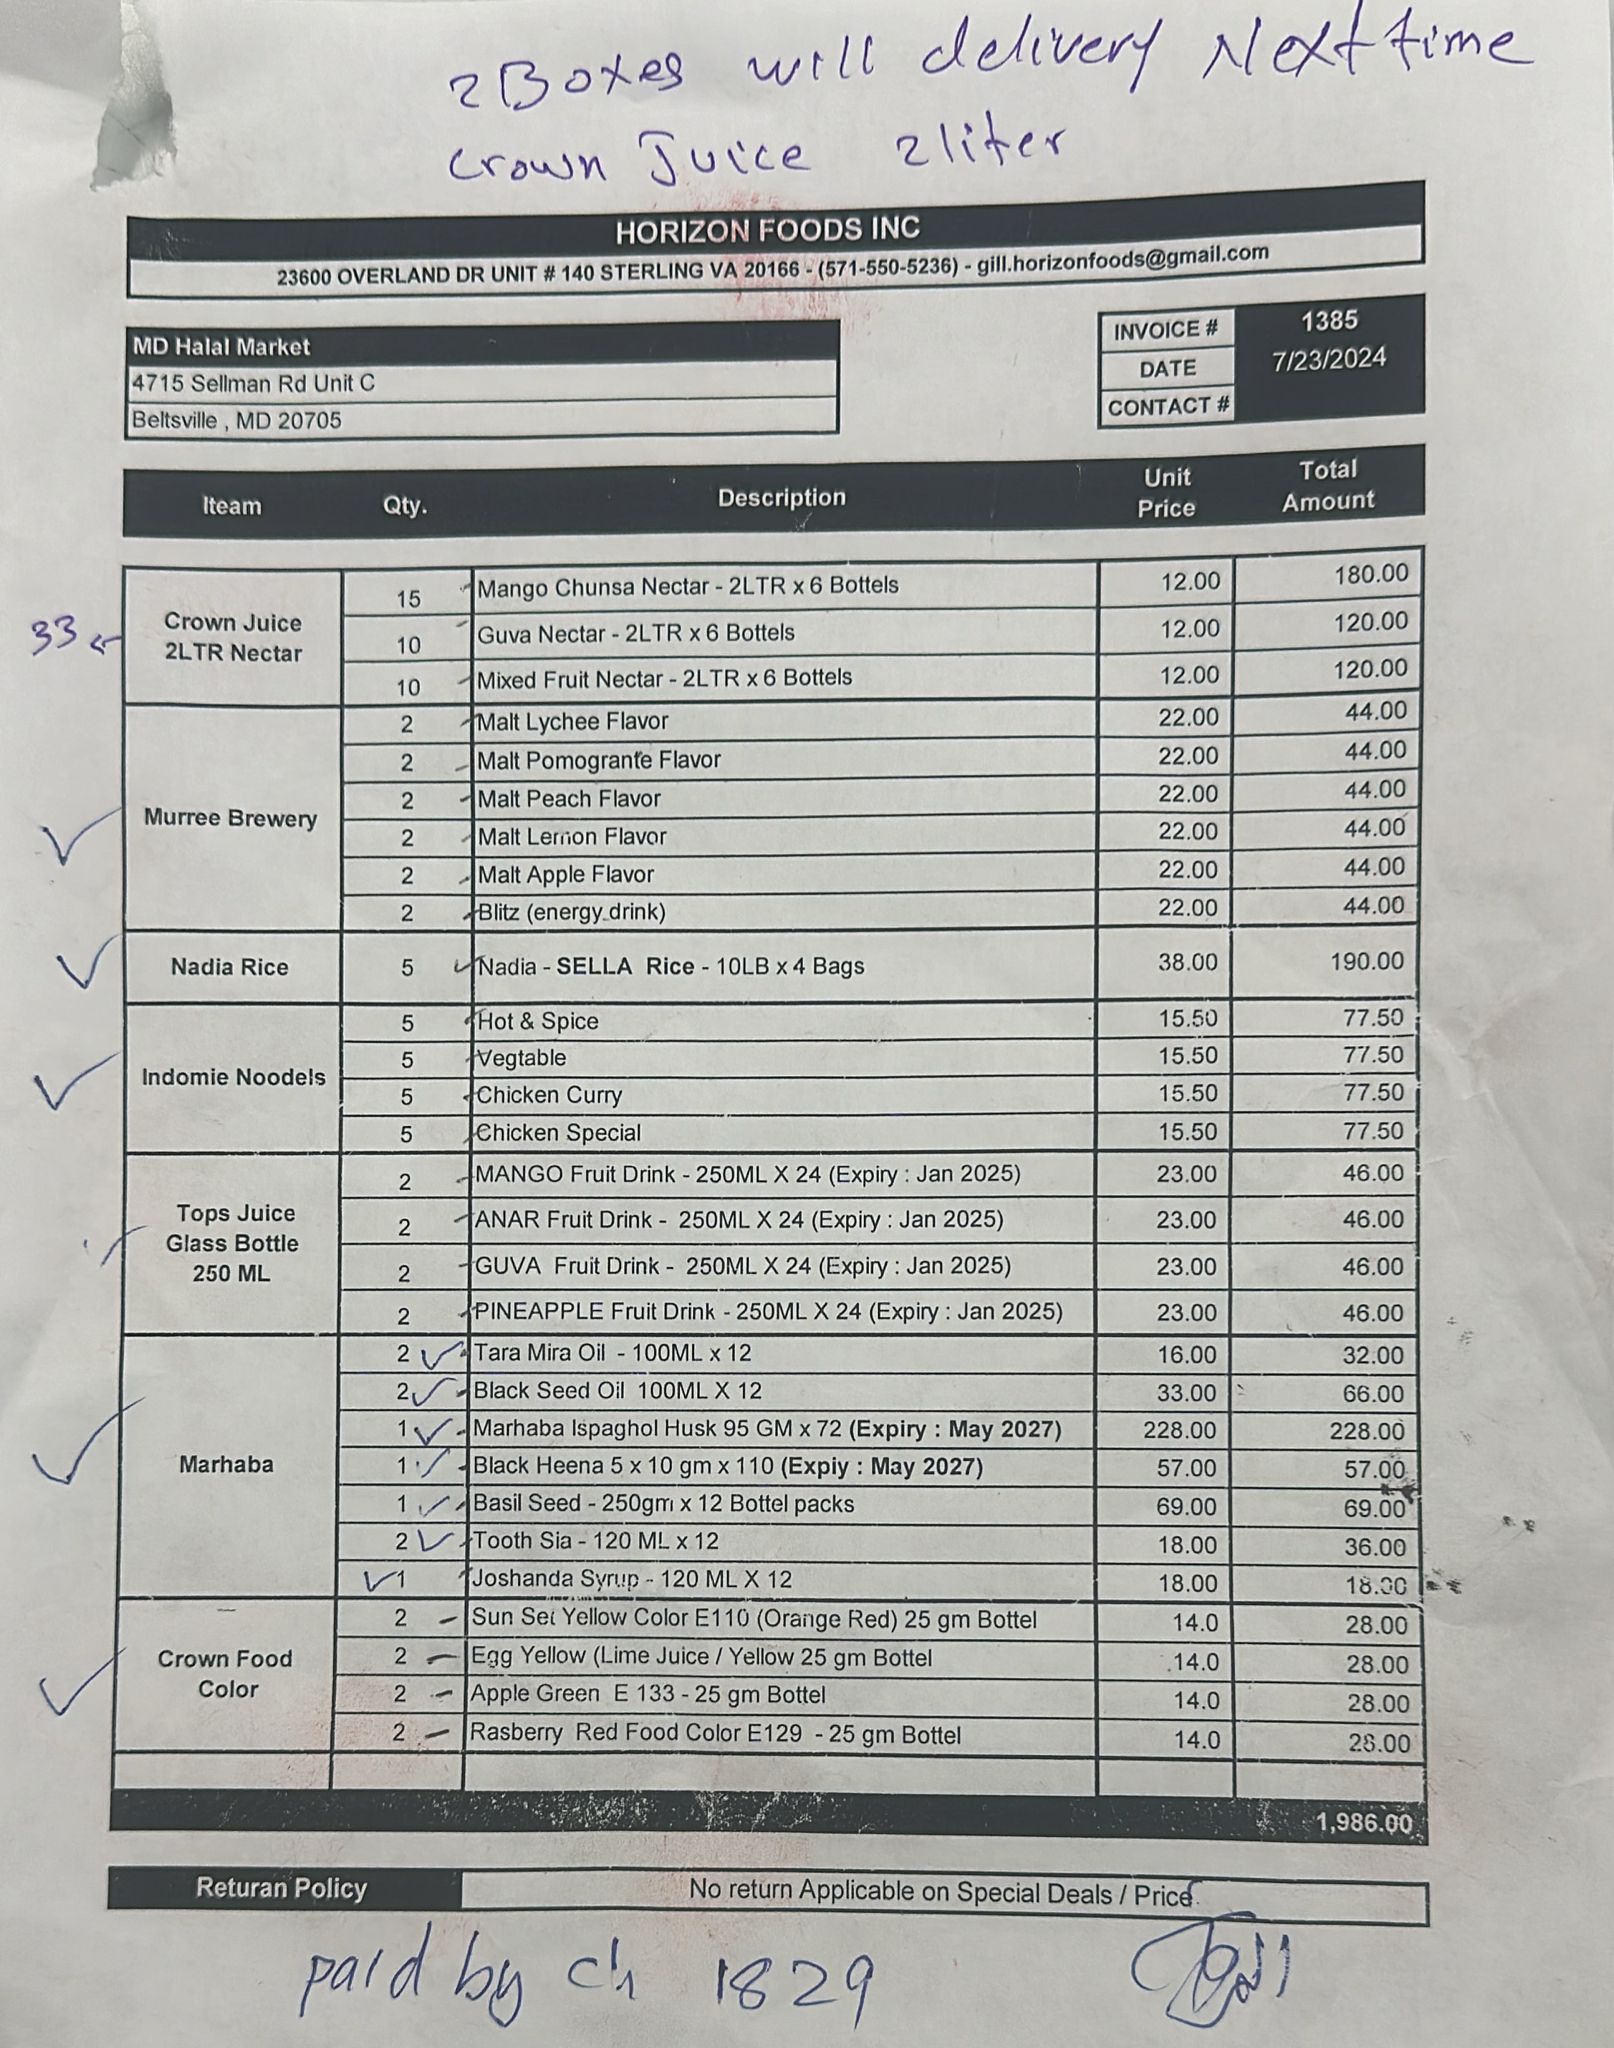 2 Boxes will delivery Next time
Crown Juice 2 liter
HORIZON FOODS INC
23600 OVERLAND DR UNIT # 140 STERLING VA 20166 - (571-550-5236) - gill.horizonfoods@gmail.com
MD Halal Market
4715 Sellman Rd Unit C
Beltsville , MD 20705
INVOICE # 1385
DATE 7/23/2024
CONTACT #
Iteam Qty. Description Unit Price Total Amount
33
Crown Juice 2LTR Nectar
15 Mango Chunsa Nectar - 2LTR x 6 Bottels 12.00 180.00
10 Guva Nectar - 2LTR x 6 Bottels 12.00 120.00
10 Mixed Fruit Nectar - 2LTR x 6 Bottels 12.00 120.00
Murree Brewery
2 Malt Lychee Flavor 22.00 44.00
2 Malt Pomogrante Flavor 22.00 44.00
2 Malt Peach Flavor 22.00 44.00
2 Malt Lemon Flavor 22.00 44.00
2 Malt Apple Flavor 22.00 44.00
2 Blitz (energy drink) 22.00 44.00
Nadia Rice
5 Nadia - SELLA Rice - 10LB x 4 Bags 38.00 190.00
Indomie Noodels
5 Hot & Spice 15.50 77.50
5 Vegtable 15.50 77.50
5 Chicken Curry 15.50 77.50
5 Chicken Special 15.50 77.50
Tops Juice Glass Bottle 250 ML
2 MANGO Fruit Drink - 250ML X 24 (Expiry : Jan 2025) 23.00 46.00
2 ANAR Fruit Drink - 250ML X 24 (Expiry : Jan 2025) 23.00 46.00
2 GUVA Fruit Drink - 250ML X 24 (Expiry : Jan 2025) 23.00 46.00
2 PINEAPPLE Fruit Drink - 250ML X 24 (Expiry : Jan 2025) 23.00 46.00
Marhaba
2 Tara Mira Oil - 100ML x 12 16.00 32.00
2 Black Seed Oil 100ML X 12 33.00 66.00
1 Marhaba Ispaghol Husk 95 GM x 72 (Expiry : May 2027) 228.00 228.00
1 Black Heena 5 x 10 gm x 110 (Expiy : May 2027) 57.00 57.00
1 Basil Seed - 250gm x 12 Bottel packs 69.00 69.00
2 Tooth Sia - 120 ML x 12 18.00 36.00
1 Joshanda Syrup - 120 ML X 12 18.00 18.00
Crown Food Color
2 Sun Set Yellow Color E110 (Orange Red) 25 gm Bottel 14.0 28.00
2 Egg Yellow (Lime Juice / Yellow 25 gm Bottel 14.0 28.00
2 Apple Green E 133 - 25 gm Bottel 14.0 28.00
2 Rasberry Red Food Color E129 - 25 gm Bottel 14.0 28.00
1,986.00
Returan Policy No return Applicable on Special Deals / Price
paid by ch 1829